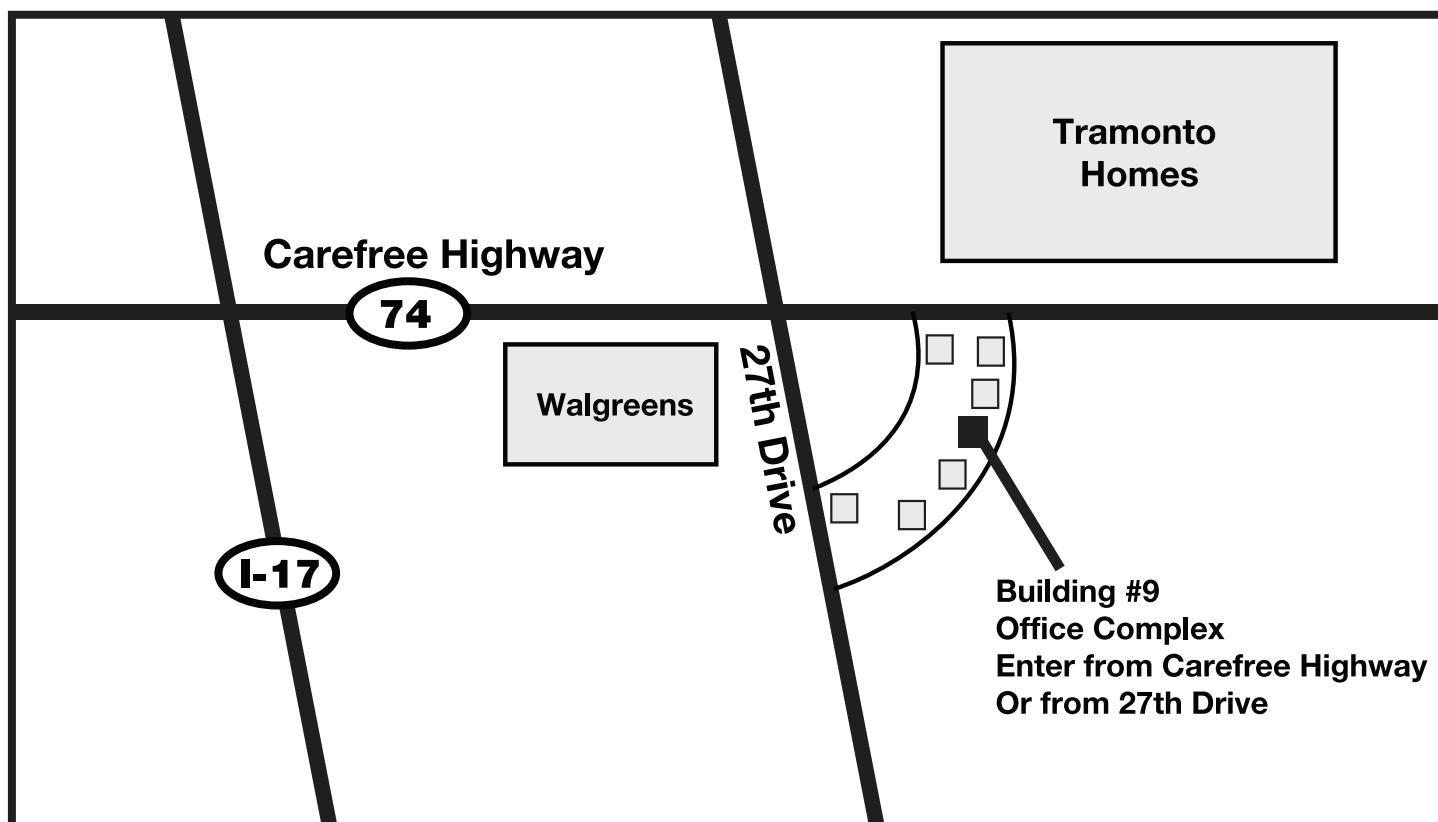 Tramonto
Homes
Carefree Highway
74
Walgreens
27th Drive
I-17
Building #9
Office Complex
Enter from Carefree Highway
Or from 27th Drive